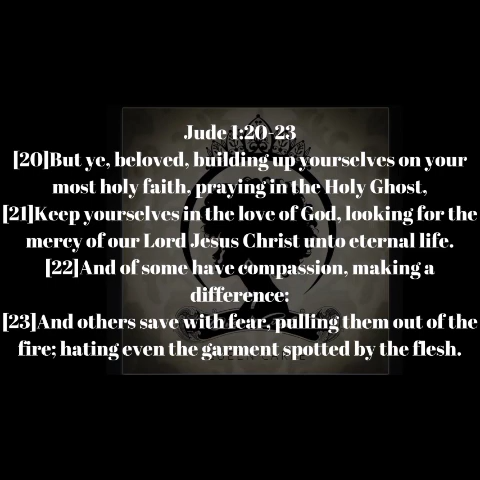 Jude 1:20-23
[20]But ye, beloved, building up yourselves on your
most holy faith, praying in the Holy Ghost,
[21]Keep yourselves in the love of God, looking for the
mercy of our Lord Jesus Christ unto eternal life.
[22]And of some have compassion, making a
difference:
[23]And others save with fear, pulling them out of the
fire; hating even the garment spotted by the flesh.